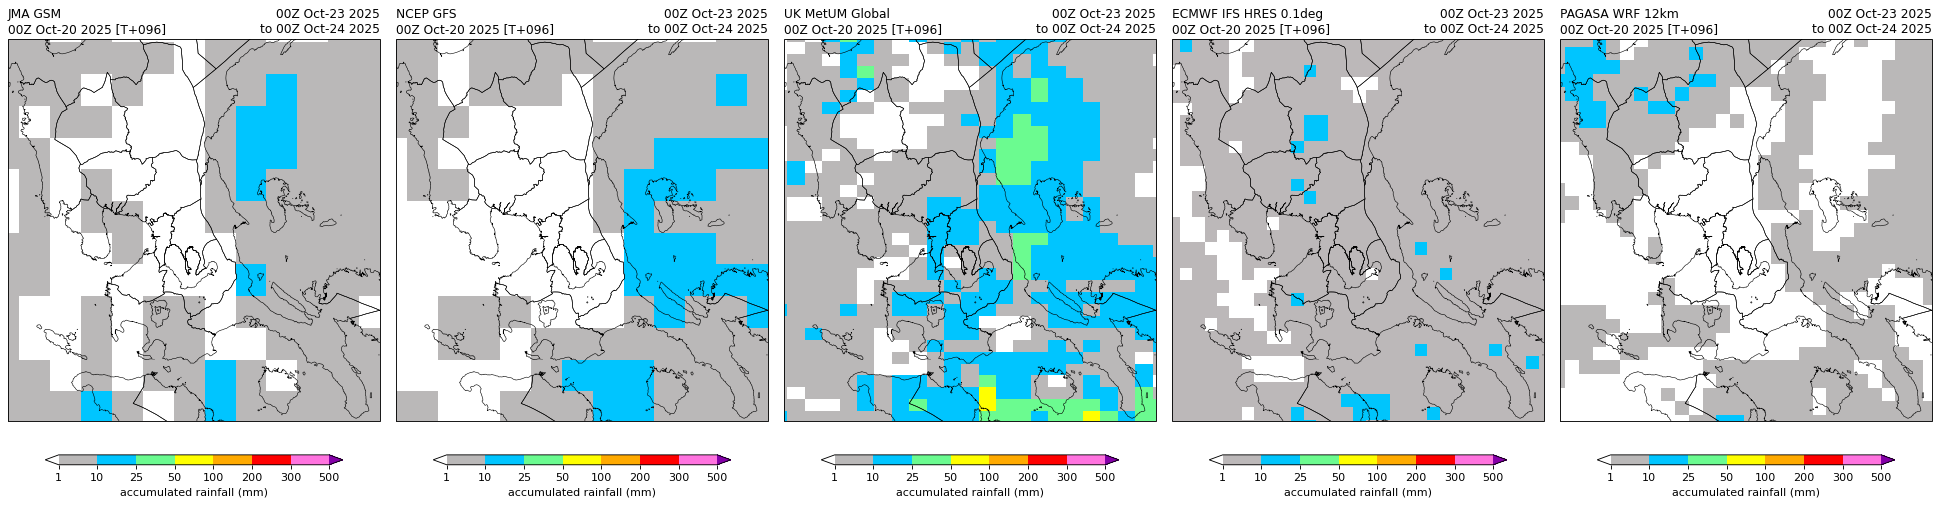 JMA GSM 00Z Oct-23 2025
00Z Oct-20 2025 [T+096] to 00Z Oct-24 2025
1 10 25 50 100 200 300 500
accumulated rainfall (mm)
NCEP GFS 00Z Oct-23 2025
00Z Oct-20 2025 [T+096] to 00Z Oct-24 2025
1 10 25 50 100 200 300 500
accumulated rainfall (mm)
UK MetUM Global 00Z Oct-23 2025
00Z Oct-20 2025 [T+096] to 00Z Oct-24 2025
1 10 25 50 100 200 300 500
accumulated rainfall (mm)
ECMWF IFS HRES 0.1deg 00Z Oct-23 2025
00Z Oct-20 2025 [T+096] to 00Z Oct-24 2025
1 10 25 50 100 200 300 500
accumulated rainfall (mm)
PAGASA WRF 12km 00Z Oct-23 2025
00Z Oct-20 2025 [T+096] to 00Z Oct-24 2025
1 10 25 50 100 200 300 500
accumulated rainfall (mm)